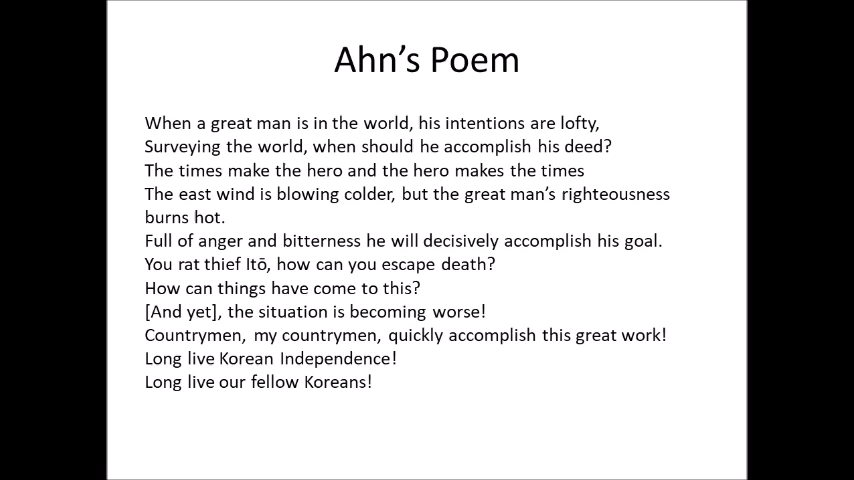 Ahn's Poem
When a great man is in the world, his intentions are lofty,
Surveying the world, when should he accomplish his deed?
The times make the hero and the hero makes the times
The east wind is blowing colder, but the great man's righteousness
burns hot.
Full of anger and bitterness he will decisively accomplish his goal.
You rat thief Itō, how can you escape death?
How can things have come to this?
[And yet], the situation is becoming worse!
Countrymen, my countrymen, quickly accomplish this great work!
Long live Korean Independence!
Long live our fellow Koreans!